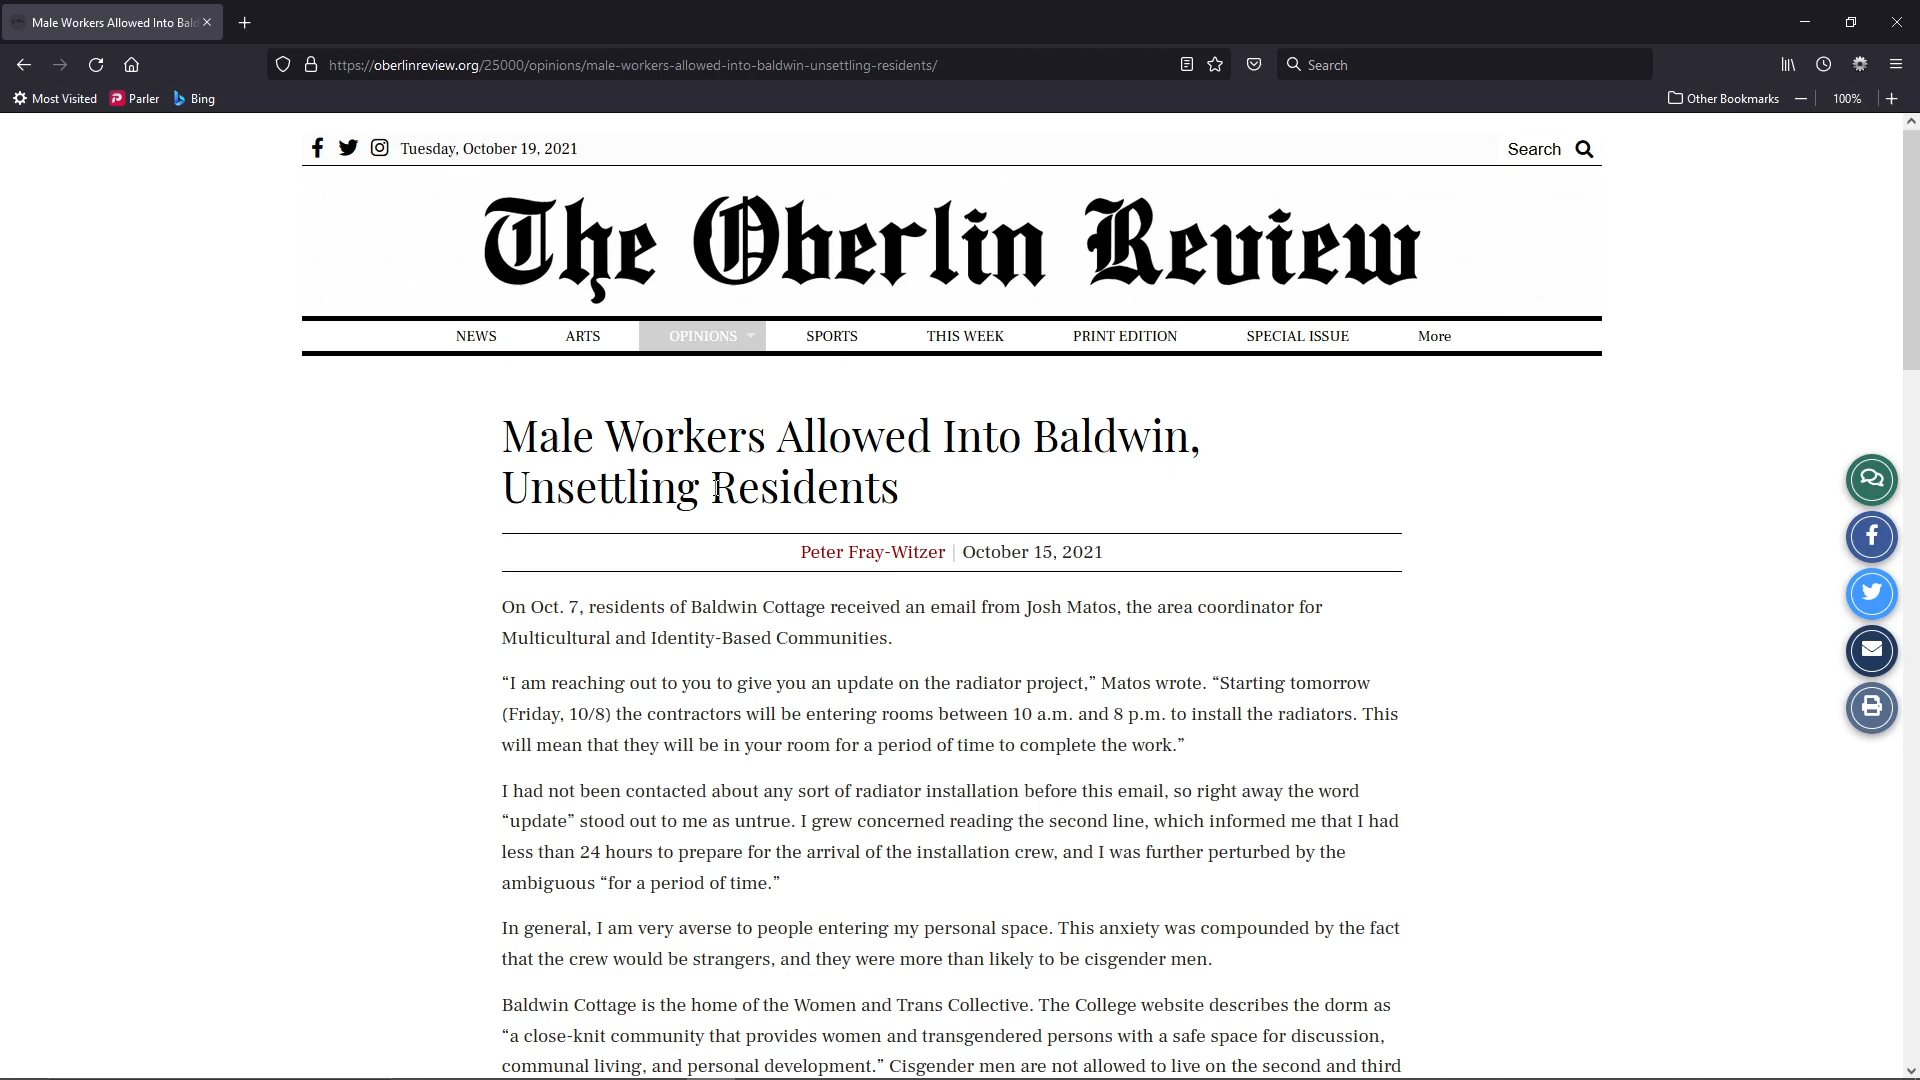 Male Workers Allowed Into Bald
https://oberlinreview.org/25000/opinions/male-workers-allowed-into-baldwin-unsettling-residents/
Search
Most Visited
Parler
Bing
Other Bookmarks
100%
Tuesday, October 19, 2021
Search
The Oberlin Review
NEWS ARTS OPINIONS SPORTS THIS WEEK PRINT EDITION SPECIAL ISSUE More
Male Workers Allowed Into Baldwin,
Unsettling Residents
Peter Fray-Witzer | October 15, 2021
On Oct. 7, residents of Baldwin Cottage received an email from Josh Matos, the area coordinator for
Multicultural and Identity-Based Communities.
“I am reaching out to you to give you an update on the radiator project,” Matos wrote. “Starting tomorrow
(Friday, 10/8) the contractors will be entering rooms between 10 a.m. and 8 p.m. to install the radiators. This
will mean that they will be in your room for a period of time to complete the work.”
I had not been contacted about any sort of radiator installation before this email, so right away the word
“update” stood out to me as untrue. I grew concerned reading the second line, which informed me that I had
less than 24 hours to prepare for the arrival of the installation crew, and I was further perturbed by the
ambiguous “for a period of time.”
In general, I am very averse to people entering my personal space. This anxiety was compounded by the fact
that the crew would be strangers, and they were more than likely to be cisgender men.
Baldwin Cottage is the home of the Women and Trans Collective. The College website describes the dorm as
“a close-knit community that provides women and transgendered persons with a safe space for discussion,
communal living, and personal development.” Cisgender men are not allowed to live on the second and third